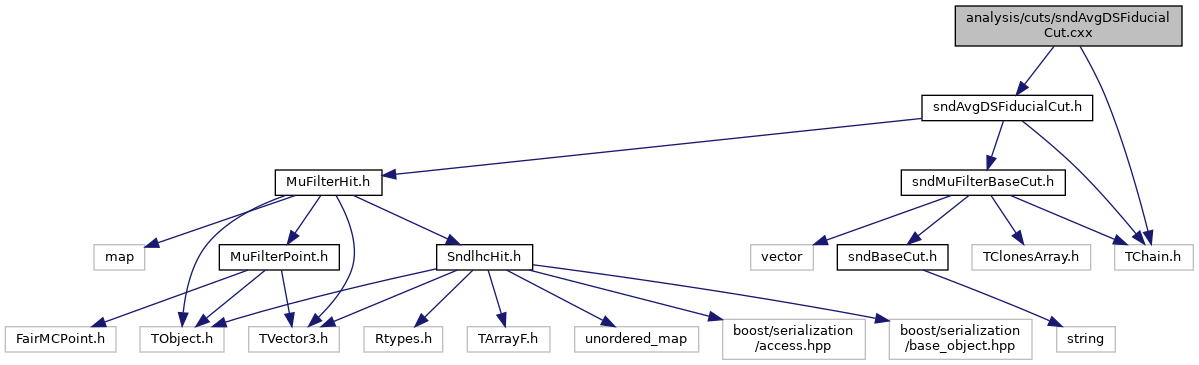 analysis/cuts/sndAvgDSFiducial
Cut.cxx
sndAvgDSFiducialCut.h
MuFilterHit.h
sndMuFilterBaseCut.h
map
MuFilterPoint.h
SndlhcHit.h
vector
sndBaseCut.h
TClonesArray.h
TChain.h
FairMCPoint.h
TObject.h
TVector3.h
Rtypes.h
TArrayF.h
unordered_map
boost/serialization
/access.hpp
boost/serialization
/base_object.hpp
string